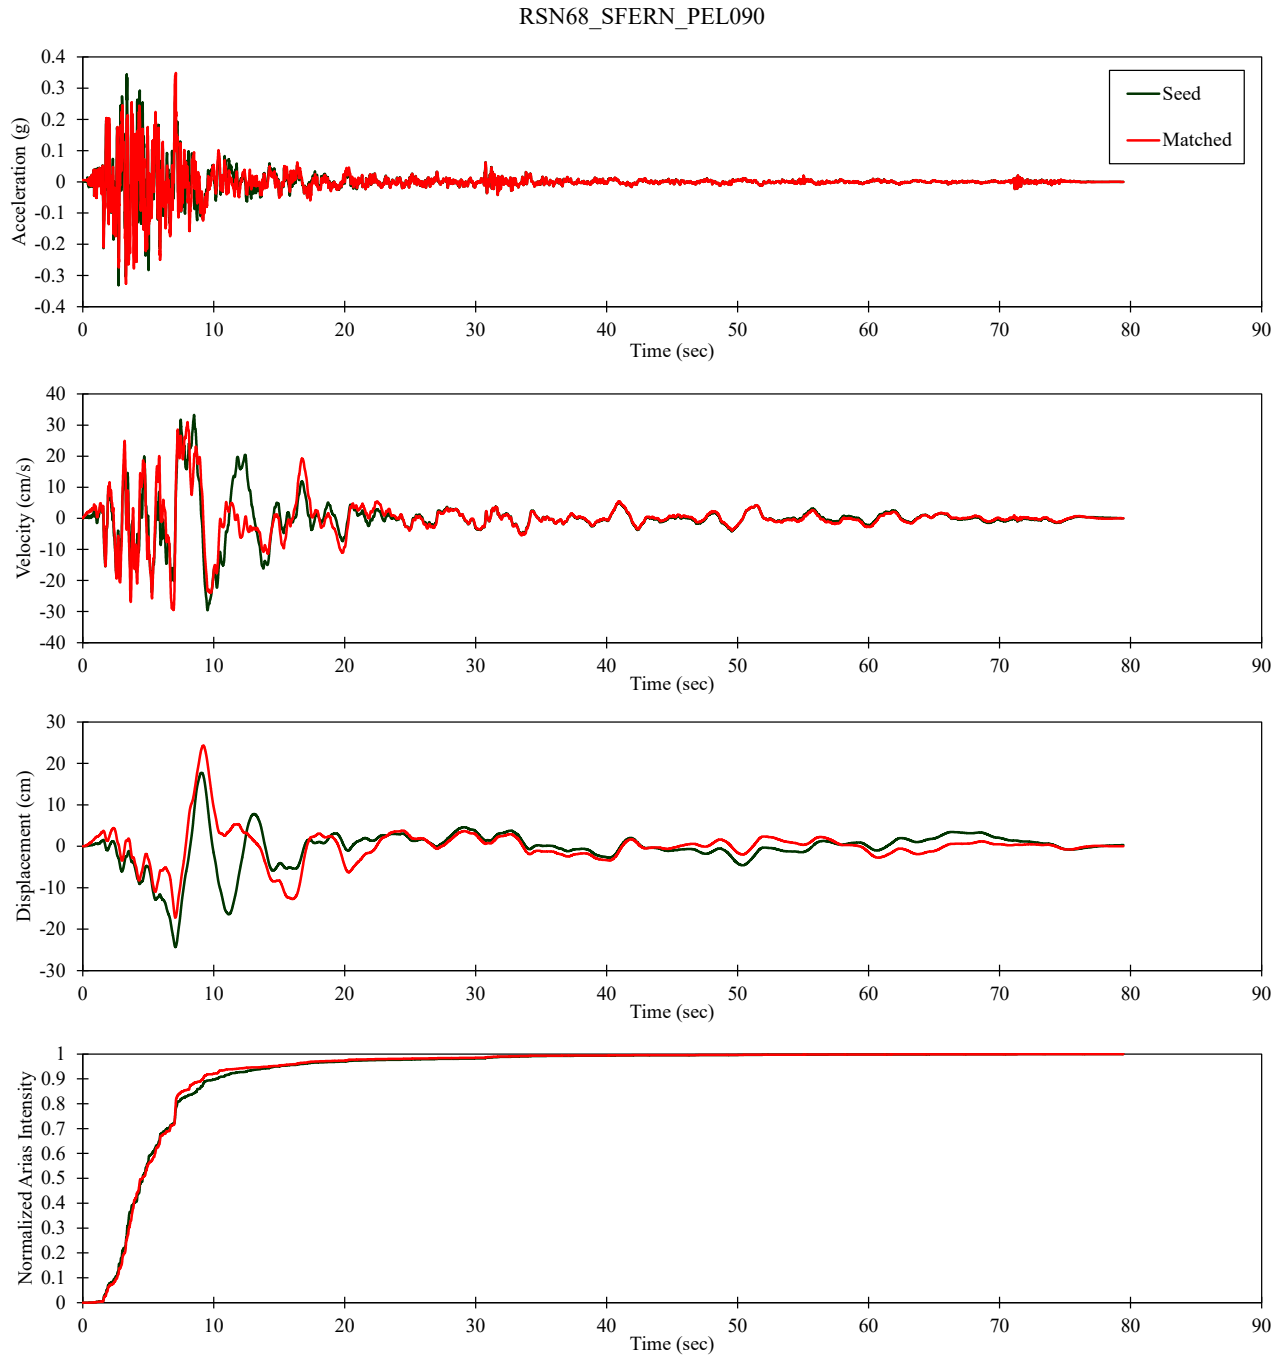 RSN68_SFERN_PEL090
0.4
0.3
0.2
0.1
0
-0.1
-0.2
-0.3
-0.4
Acceleration (g)
Seed
Matched
0 10 20 30 40 50 60 70 80 90
Time (sec)
40
30
20
10
0
-10
-20
-30
-40
Velocity (cm/s)
0 10 20 30 40 50 60 70 80 90
Time (sec)
30
20
10
0
-10
-20
-30
Displacement (cm)
0 10 20 30 40 50 60 70 80 90
Time (sec)
1
0.9
0.8
0.7
0.6
0.5
0.4
0.3
0.2
0.1
0
Normalized Arias Intensity
0 10 20 30 40 50 60 70 80 90
Time (sec)